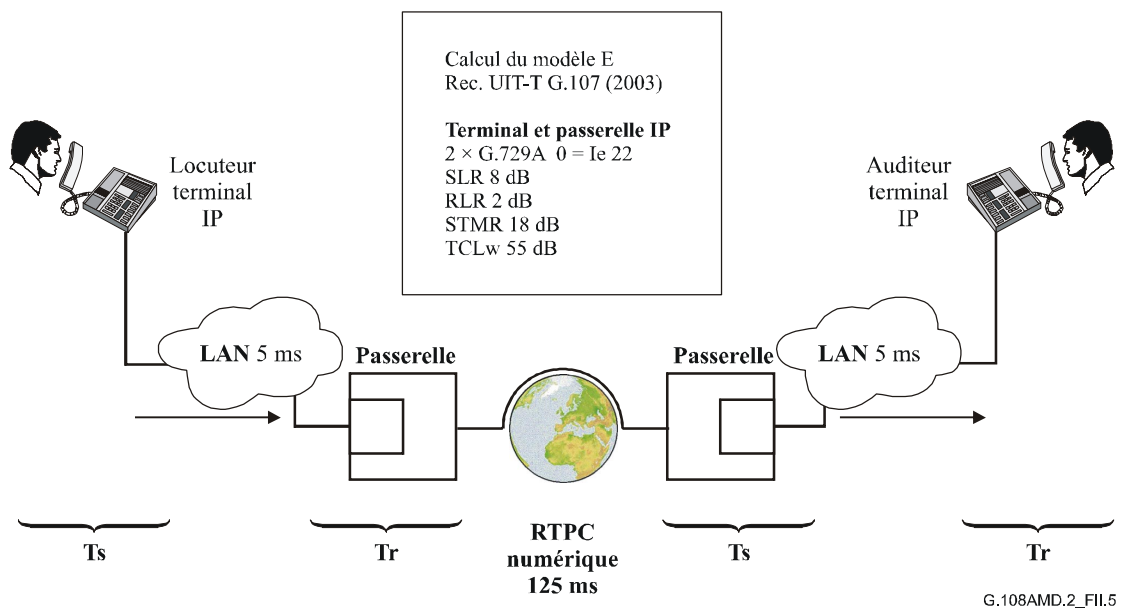 Calcul du modèle E
Rec. UIT-T G.107 (2003)
Terminal et passerelle IP
2 × G.729A  0 = Ie 22
SLR 8 dB
RLR 2 dB
STMR 18 dB
TCLw 55 dB
Locuteur
terminal
IP
Auditeur
terminal
IP
LAN 5 ms
Passerelle
Passerelle
LAN 5 ms
Ts
Tr
RTPC
numérique
125 ms
Ts
Tr
G.108AMD.2_FII.5